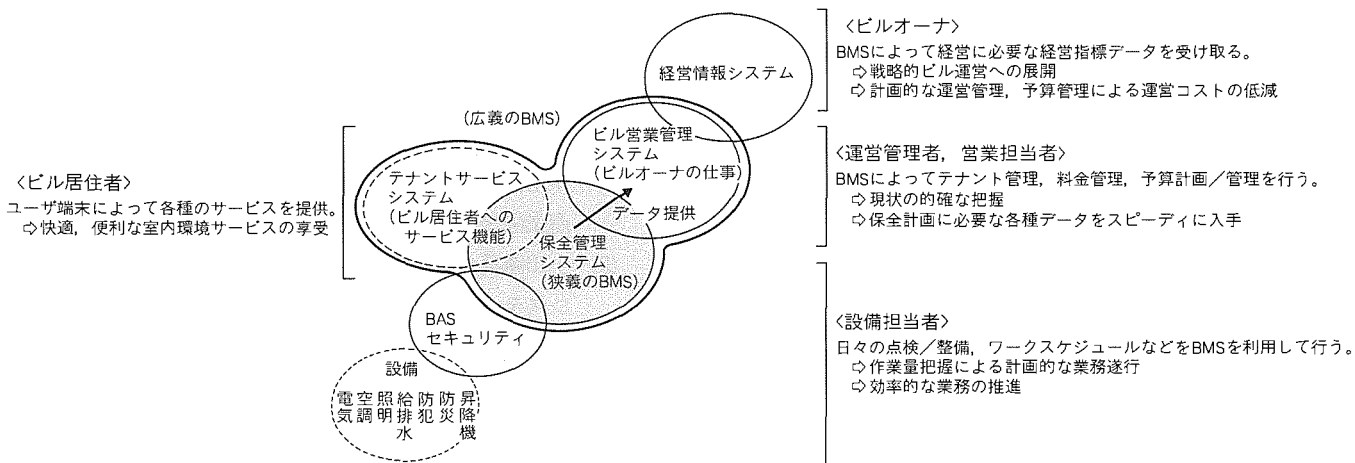 〈ビルオーナ〉
BMSによって経営に必要な経営指標データを受け取る。
⇨戦略的ビル運営への展開
⇨計画的な運営管理，予算管理による運営コストの低減
経営情報システム
(広義のBMS)
ビル営業管理
システム
(ビルオーナの仕事)
データ提供
〈運営管理者，営業担当者〉
BMSによってテナント管理，料金管理，予算計画／管理を行う。
⇨現状の的確な把握
⇨保全計画に必要な各種データをスピーディに入手
〈ビル居住者〉
ユーザ端末によって各種のサービスを提供。
⇨快適，便利な室内環境サービスの享受
テナントサービス
システム
(ビル居住者への
サービス機能)
保全管理
システム
(狭義のBMS)
BAS
セキュリティ
〈設備担当者〉
日々の点検／整備，ワークスケジュールなどをBMSを利用して行う。
⇨作業量把握による計画的な業務遂行
⇨効率的な業務の推進
設備
電気
空調
照明
給排水
防犯
防災
昇降機